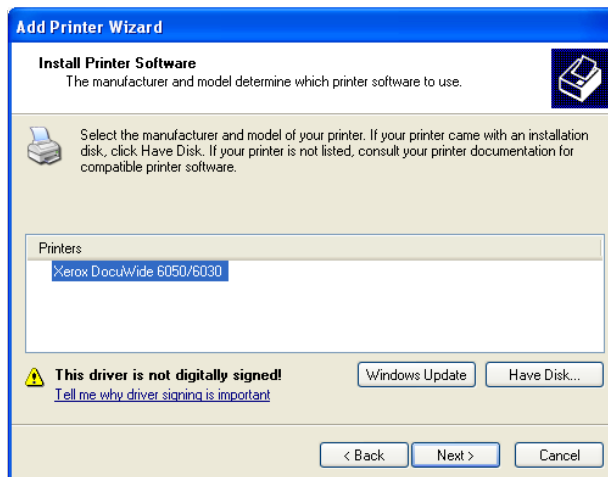 Add Printer Wizard
Install Printer Software
The manufacturer and model determine which printer software to use.
Select the manufacturer and model of your printer. If your printer came with an installation
disk, click Have Disk. If your printer is not listed, consult your printer documentation for
compatible printer software.
Printers
Xerox DocuWide 6050/6030
This driver is not digitally signed!
Tell me why driver signing is important
Windows Update
Have Disk...
< Back
Next >
Cancel